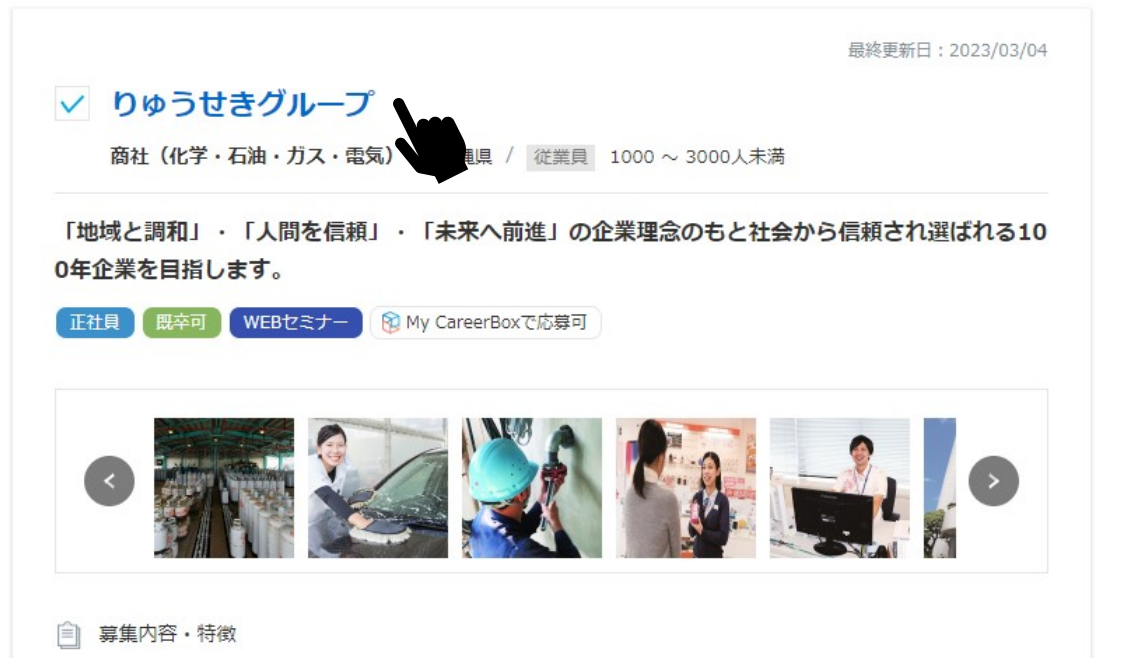 最終更新日：2023/03/04
りゅうせきグループ
商社（化学・石油・ガス・電気） 縄県 / 従業員 1000 ～ 3000人未満
「地域と調和」・「人間を信頼」・「未来へ前進」の企業理念のもと社会から信頼され選ばれる10
0年企業を目指します。
正社員 既卒可 WEBセミナー My CareerBoxで応募可
募集内容・特徴